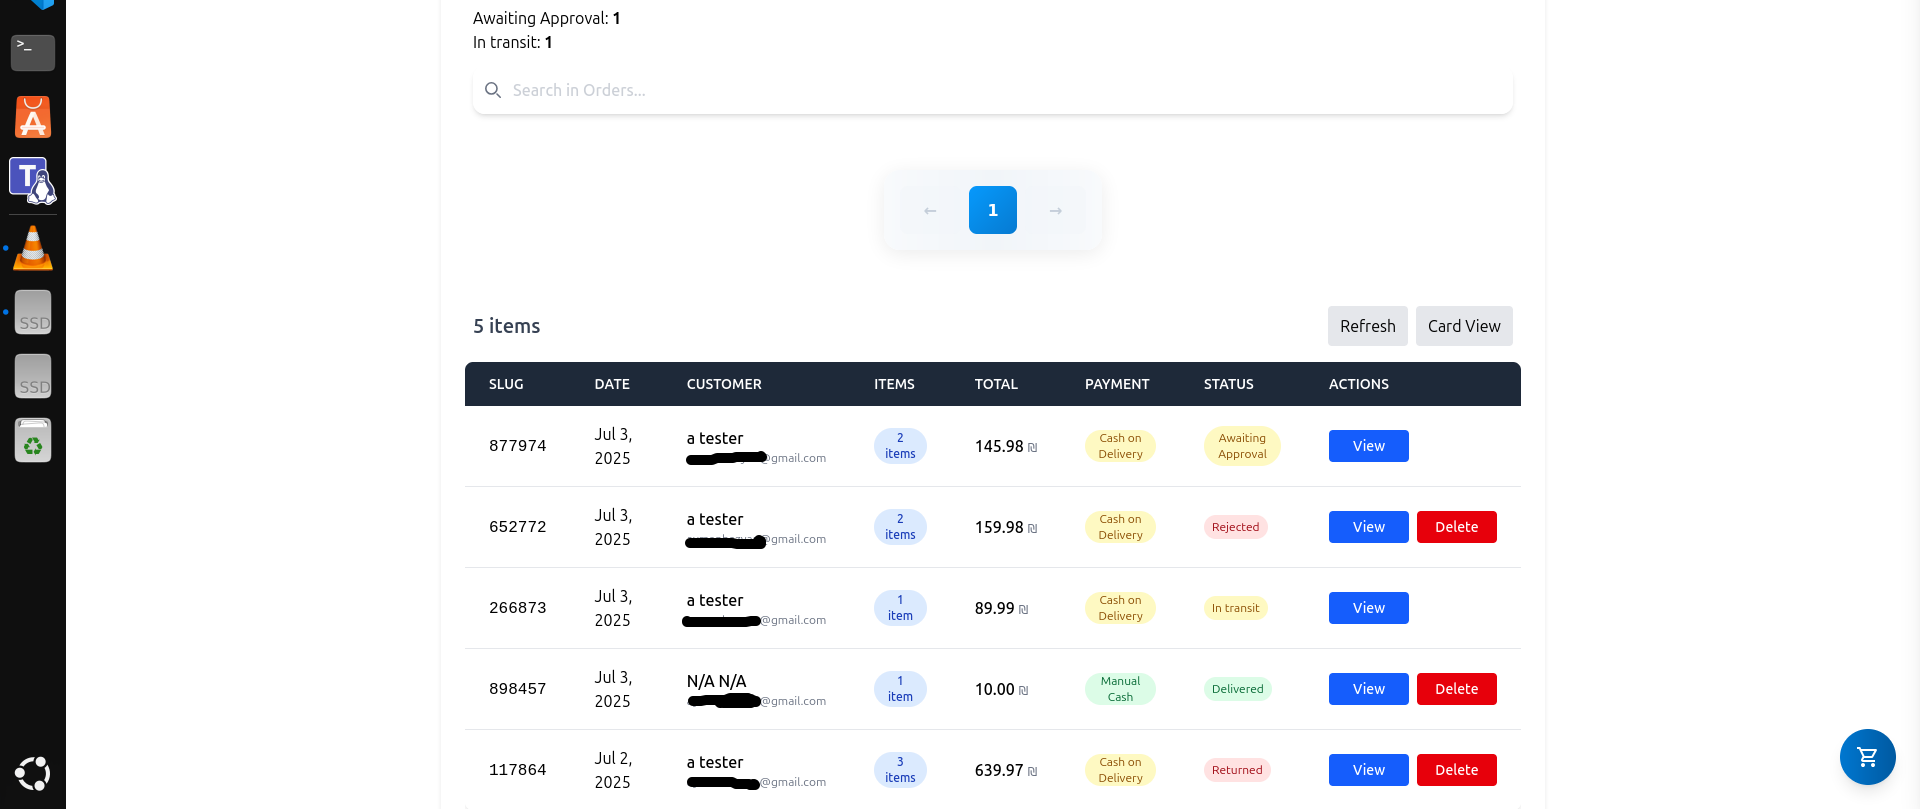 Awaiting Approval: 1
In transit: 1
Search in Orders...
← 1 →
5 items
Refresh Card View
SLUG DATE CUSTOMER ITEMS TOTAL PAYMENT STATUS ACTIONS
877974 Jul 3, 2025 a tester @gmail.com 2 items 145.98 ₪ Cash on Delivery Awaiting Approval View
652772 Jul 3, 2025 a tester @gmail.com 2 items 159.98 ₪ Cash on Delivery Rejected View Delete
266873 Jul 3, 2025 a tester @gmail.com 1 item 89.99 ₪ Cash on Delivery In transit View
898457 Jul 3, 2025 N/A N/A @gmail.com 1 item 10.00 ₪ Manual Cash Delivered View Delete
117864 Jul 2, 2025 a tester @gmail.com 3 items 639.97 ₪ Cash on Delivery Returned View Delete
>_
A
T
SSD
SSD